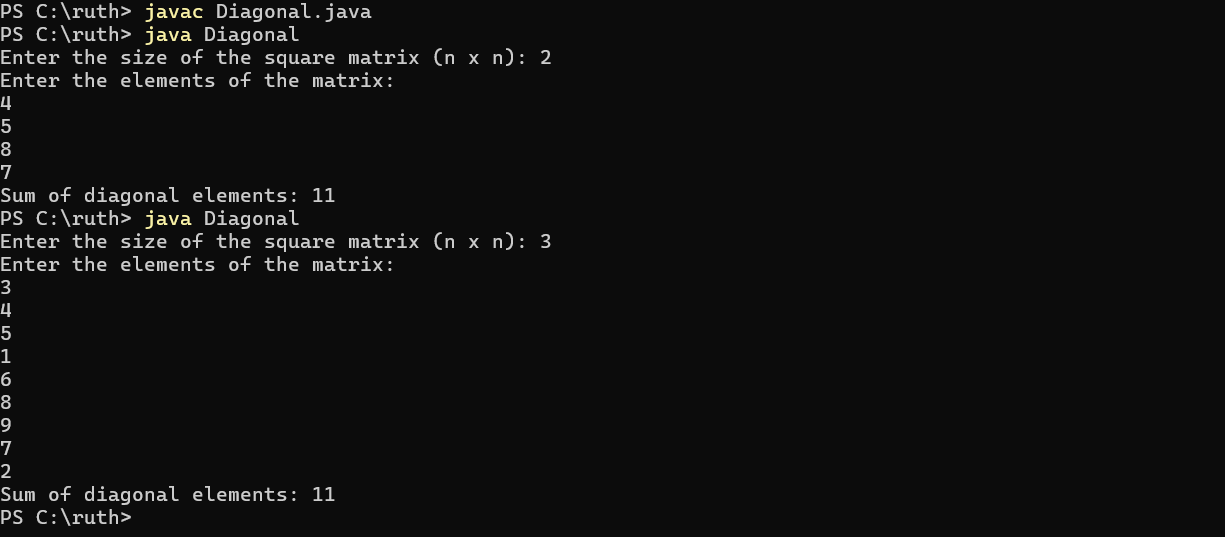 PS C:\ruth> javac Diagonal.java
PS C:\ruth> java Diagonal
Enter the size of the square matrix (n x n): 2
Enter the elements of the matrix:
4
5
8
7
Sum of diagonal elements: 11
PS C:\ruth> java Diagonal
Enter the size of the square matrix (n x n): 3
Enter the elements of the matrix:
3
4
5
1
6
8
9
7
2
Sum of diagonal elements: 11
PS C:\ruth>